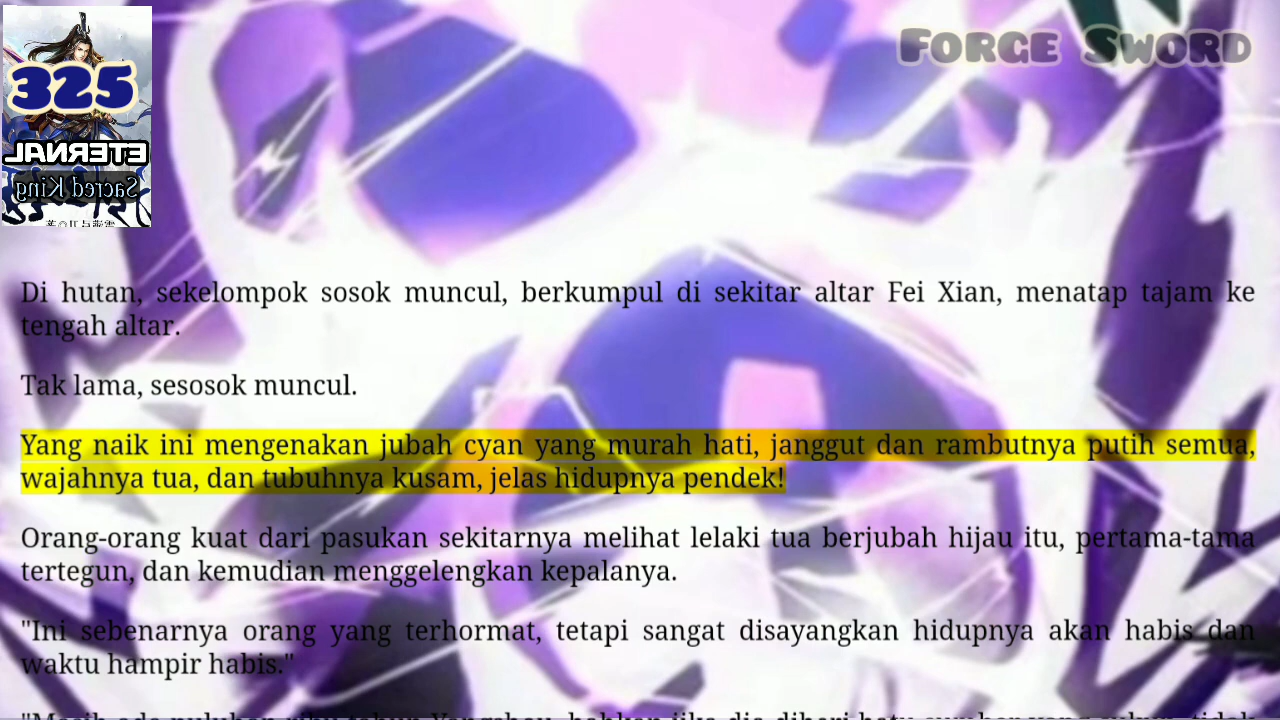 325
ETERNAL
Sacred King
FORGE SWORD
Di hutan, sekelompok sosok muncul, berkumpul di sekitar altar Fei Xian, menatap tajam ke
tengah altar.
Tak lama, sesosok muncul.
Yang naik ini mengenakan jubah cyan yang murah hati, janggut dan rambutnya putih semua,
wajahnya tua, dan tubuhnya kusam, jelas hidupnya pendek!
Orang-orang kuat dari pasukan sekitarnya melihat lelaki tua berjubah hijau itu, pertama-tama
tertegun, dan kemudian menggelengkan kepalanya.
"Ini sebenarnya orang yang terhormat, tetapi sangat disayangkan hidupnya akan habis dan
waktu hampir habis."